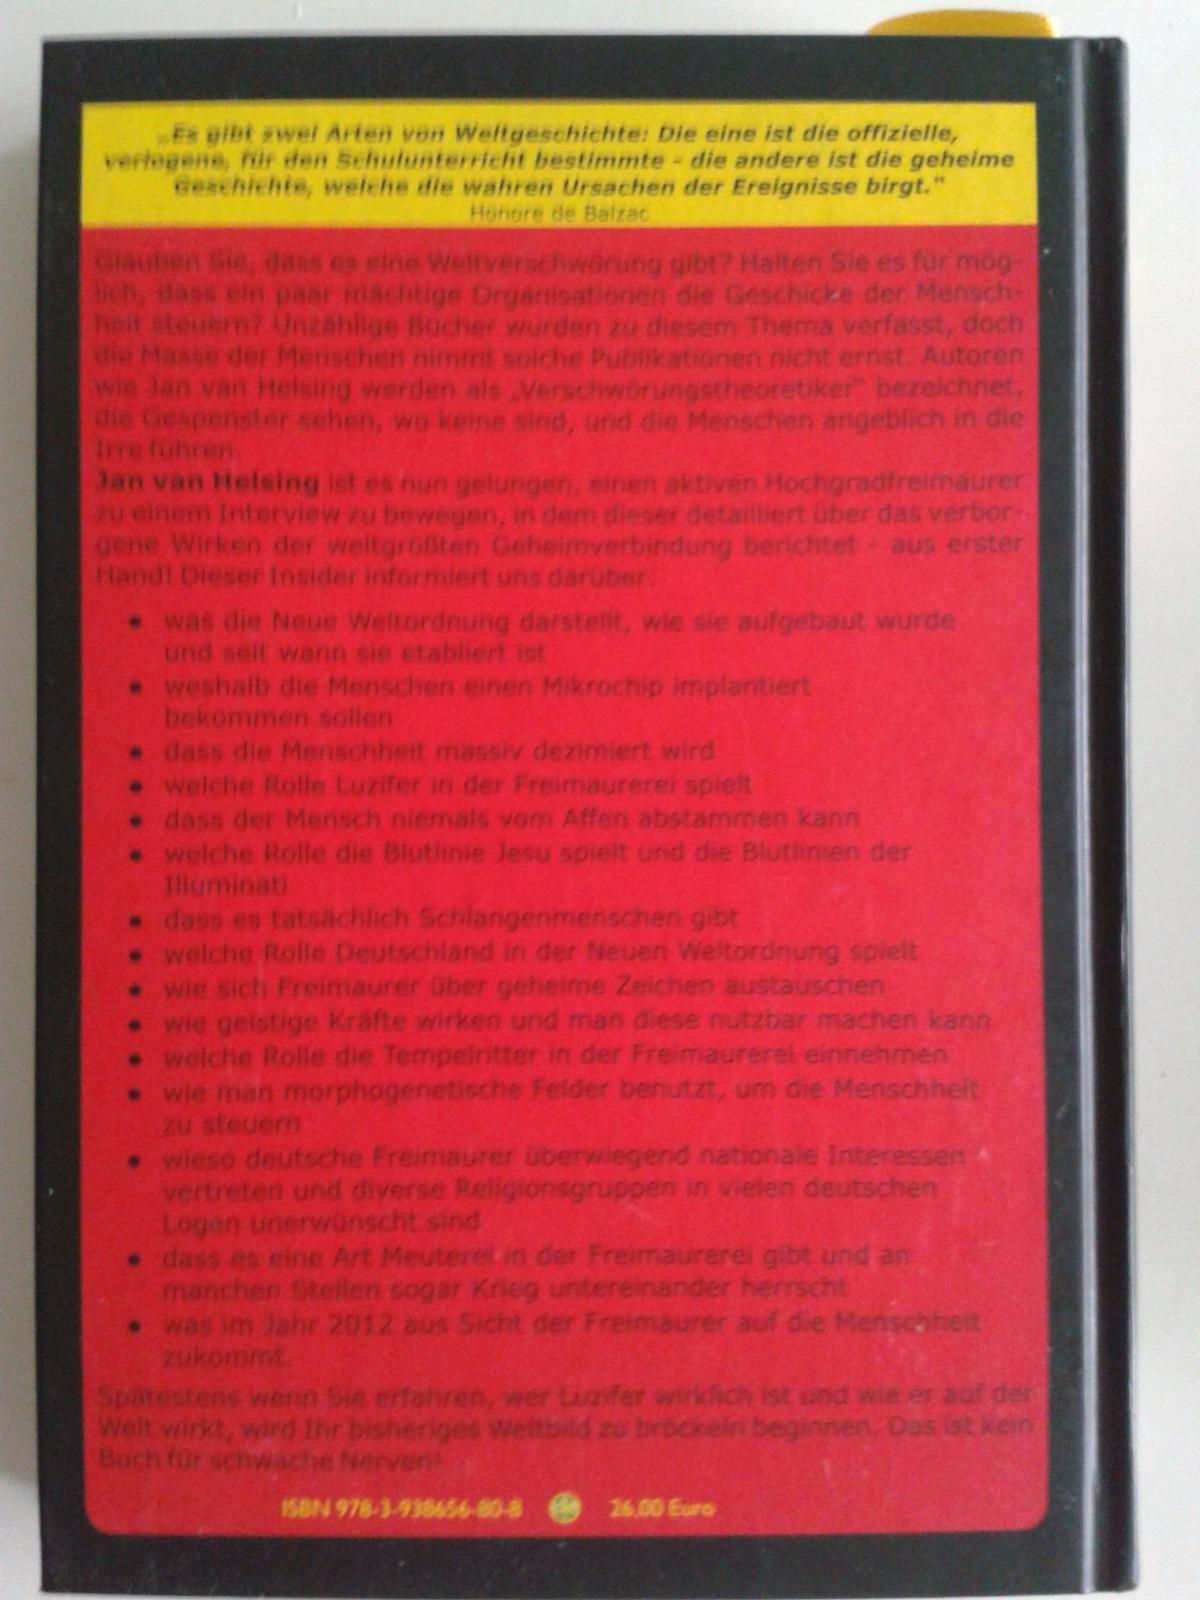 „Es gibt zwei Arten von Weltgeschichte: Die eine ist die offizielle,
verlogene, für den Schulunterricht bestimmte - die andere ist die geheime
Geschichte, welche die wahren Ursachen der Ereignisse birgt."
Honore de Balzac
Glauben Sie, dass es eine Weltverschwörung gibt? Halten Sie es für mög-
lich, dass ein paar mächtige Organisationen die Geschicke der Mensch-
heit steuern? Unzählige Bücher wurden zu diesem Thema verfasst, doch
die Masse der Menschen nimmt solche Publikationen nicht ernst. Autoren
wie Jan van Helsing werden als „Verschwörungstheoretiker" bezeichnet,
die Gespenster sehen, wo keine sind, und die Menschen angeblich in die
Irre führen.
Jan van Helsing ist es nun gelungen, einen aktiven Hochgradfreimaurer
zu einem Interview zu bewegen, in dem dieser detailliert über das verbor-
gene Wirken der weltgrößten Geheimverbindung berichtet - aus erster
Hand! Dieser Insider informiert uns darüber:
• was die Neue Weltordnung darstellt, wie sie aufgebaut wurde
und seit wann sie etabliert ist
• weshalb die Menschen einen Mikrochip implantiert
bekommen sollen
• dass die Menschheit massiv dezimiert wird
• welche Rolle Luzifer in der Freimaurerei spielt
• dass der Mensch niemals vom Affen abstammen kann
• welche Rolle die Blutlinie Jesu spielt und die Blutlinien der
Illuminati
• dass es tatsächlich Schlangenmenschen gibt
• welche Rolle Deutschland in der Neuen Weltordnung spielt
• wie sich Freimaurer über geheime Zeichen austauschen
• wie geistige Kräfte wirken und man diese nutzbar machen kann
• welche Rolle die Tempelritter in der Freimaurerei einnehmen
• wie man morphogenetische Felder benutzt, um die Menschheit
zu steuern
• wieso deutsche Freimaurer überwiegend nationale Interessen
vertreten und diverse Religionsgruppen in vielen deutschen
Logen unerwünscht sind
• dass es eine Art Meuterei in der Freimaurerei gibt und an
manchen Stellen sogar Krieg untereinander herrscht
• was im Jahr 2012 aus Sicht der Freimaurer auf die Menschheit
zukommt.
Spätestens wenn Sie erfahren, wer Luzifer wirklich ist und wie er auf der
Welt wirkt, wird Ihr bisheriges Weltbild zu bröckeln beginnen. Das ist kein
Buch für schwache Nerven!
ISBN 978-3-938656-80-8 26.00 Euro